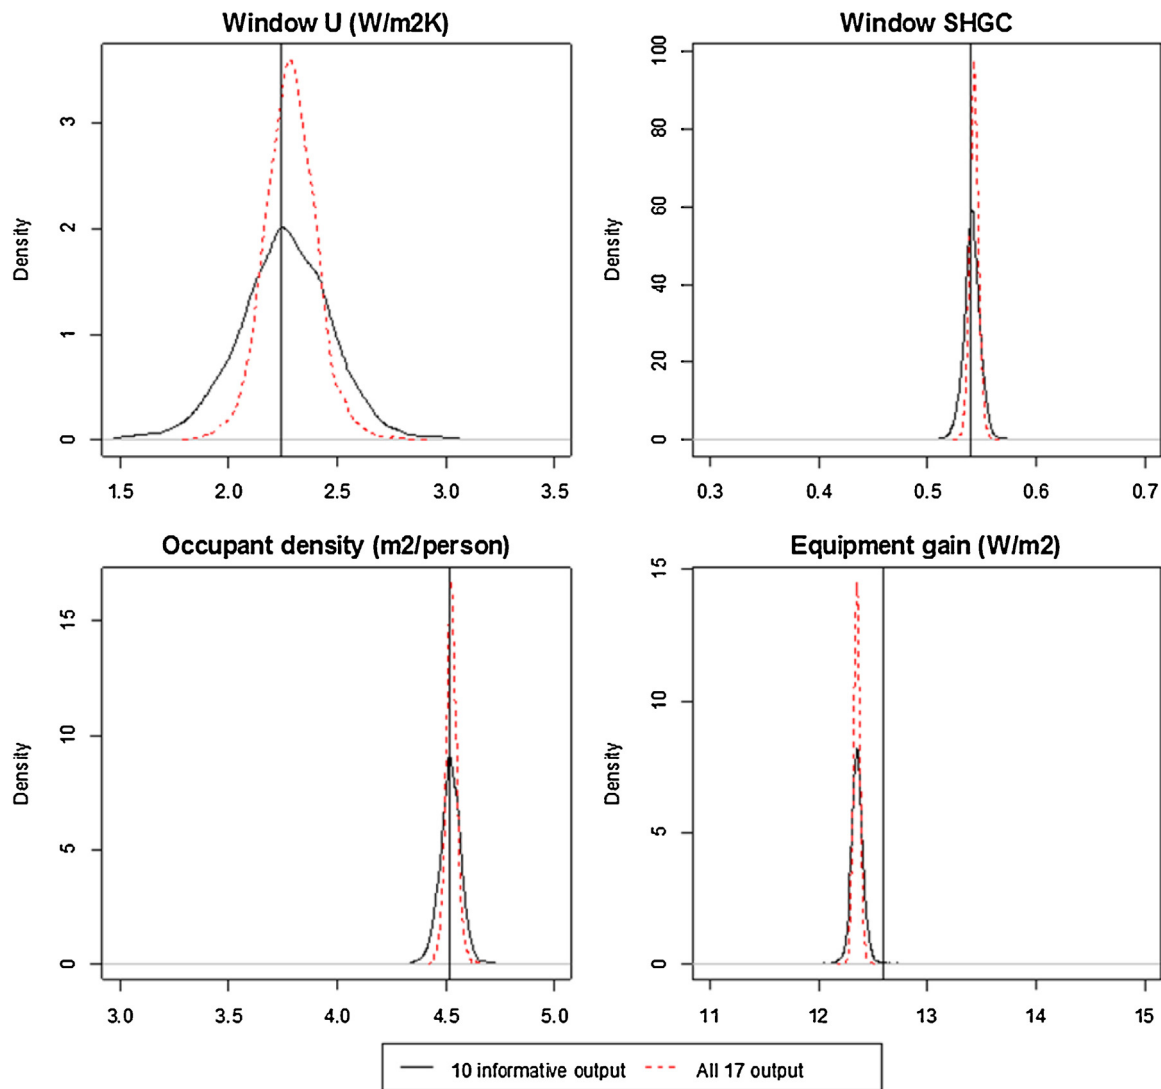 Window U (W/m2K)
Density
0
1
2
3
1.5 2.0 2.5 3.0 3.5
Window SHGC
Density
0
20
40
60
80
100
0.3 0.4 0.5 0.6 0.7
Occupant density (m2/person)
Density
0
5
10
15
3.0 3.5 4.0 4.5 5.0
Equipment gain (W/m2)
Density
0
5
10
15
11 12 13 14 15
10 informative output All 17 output